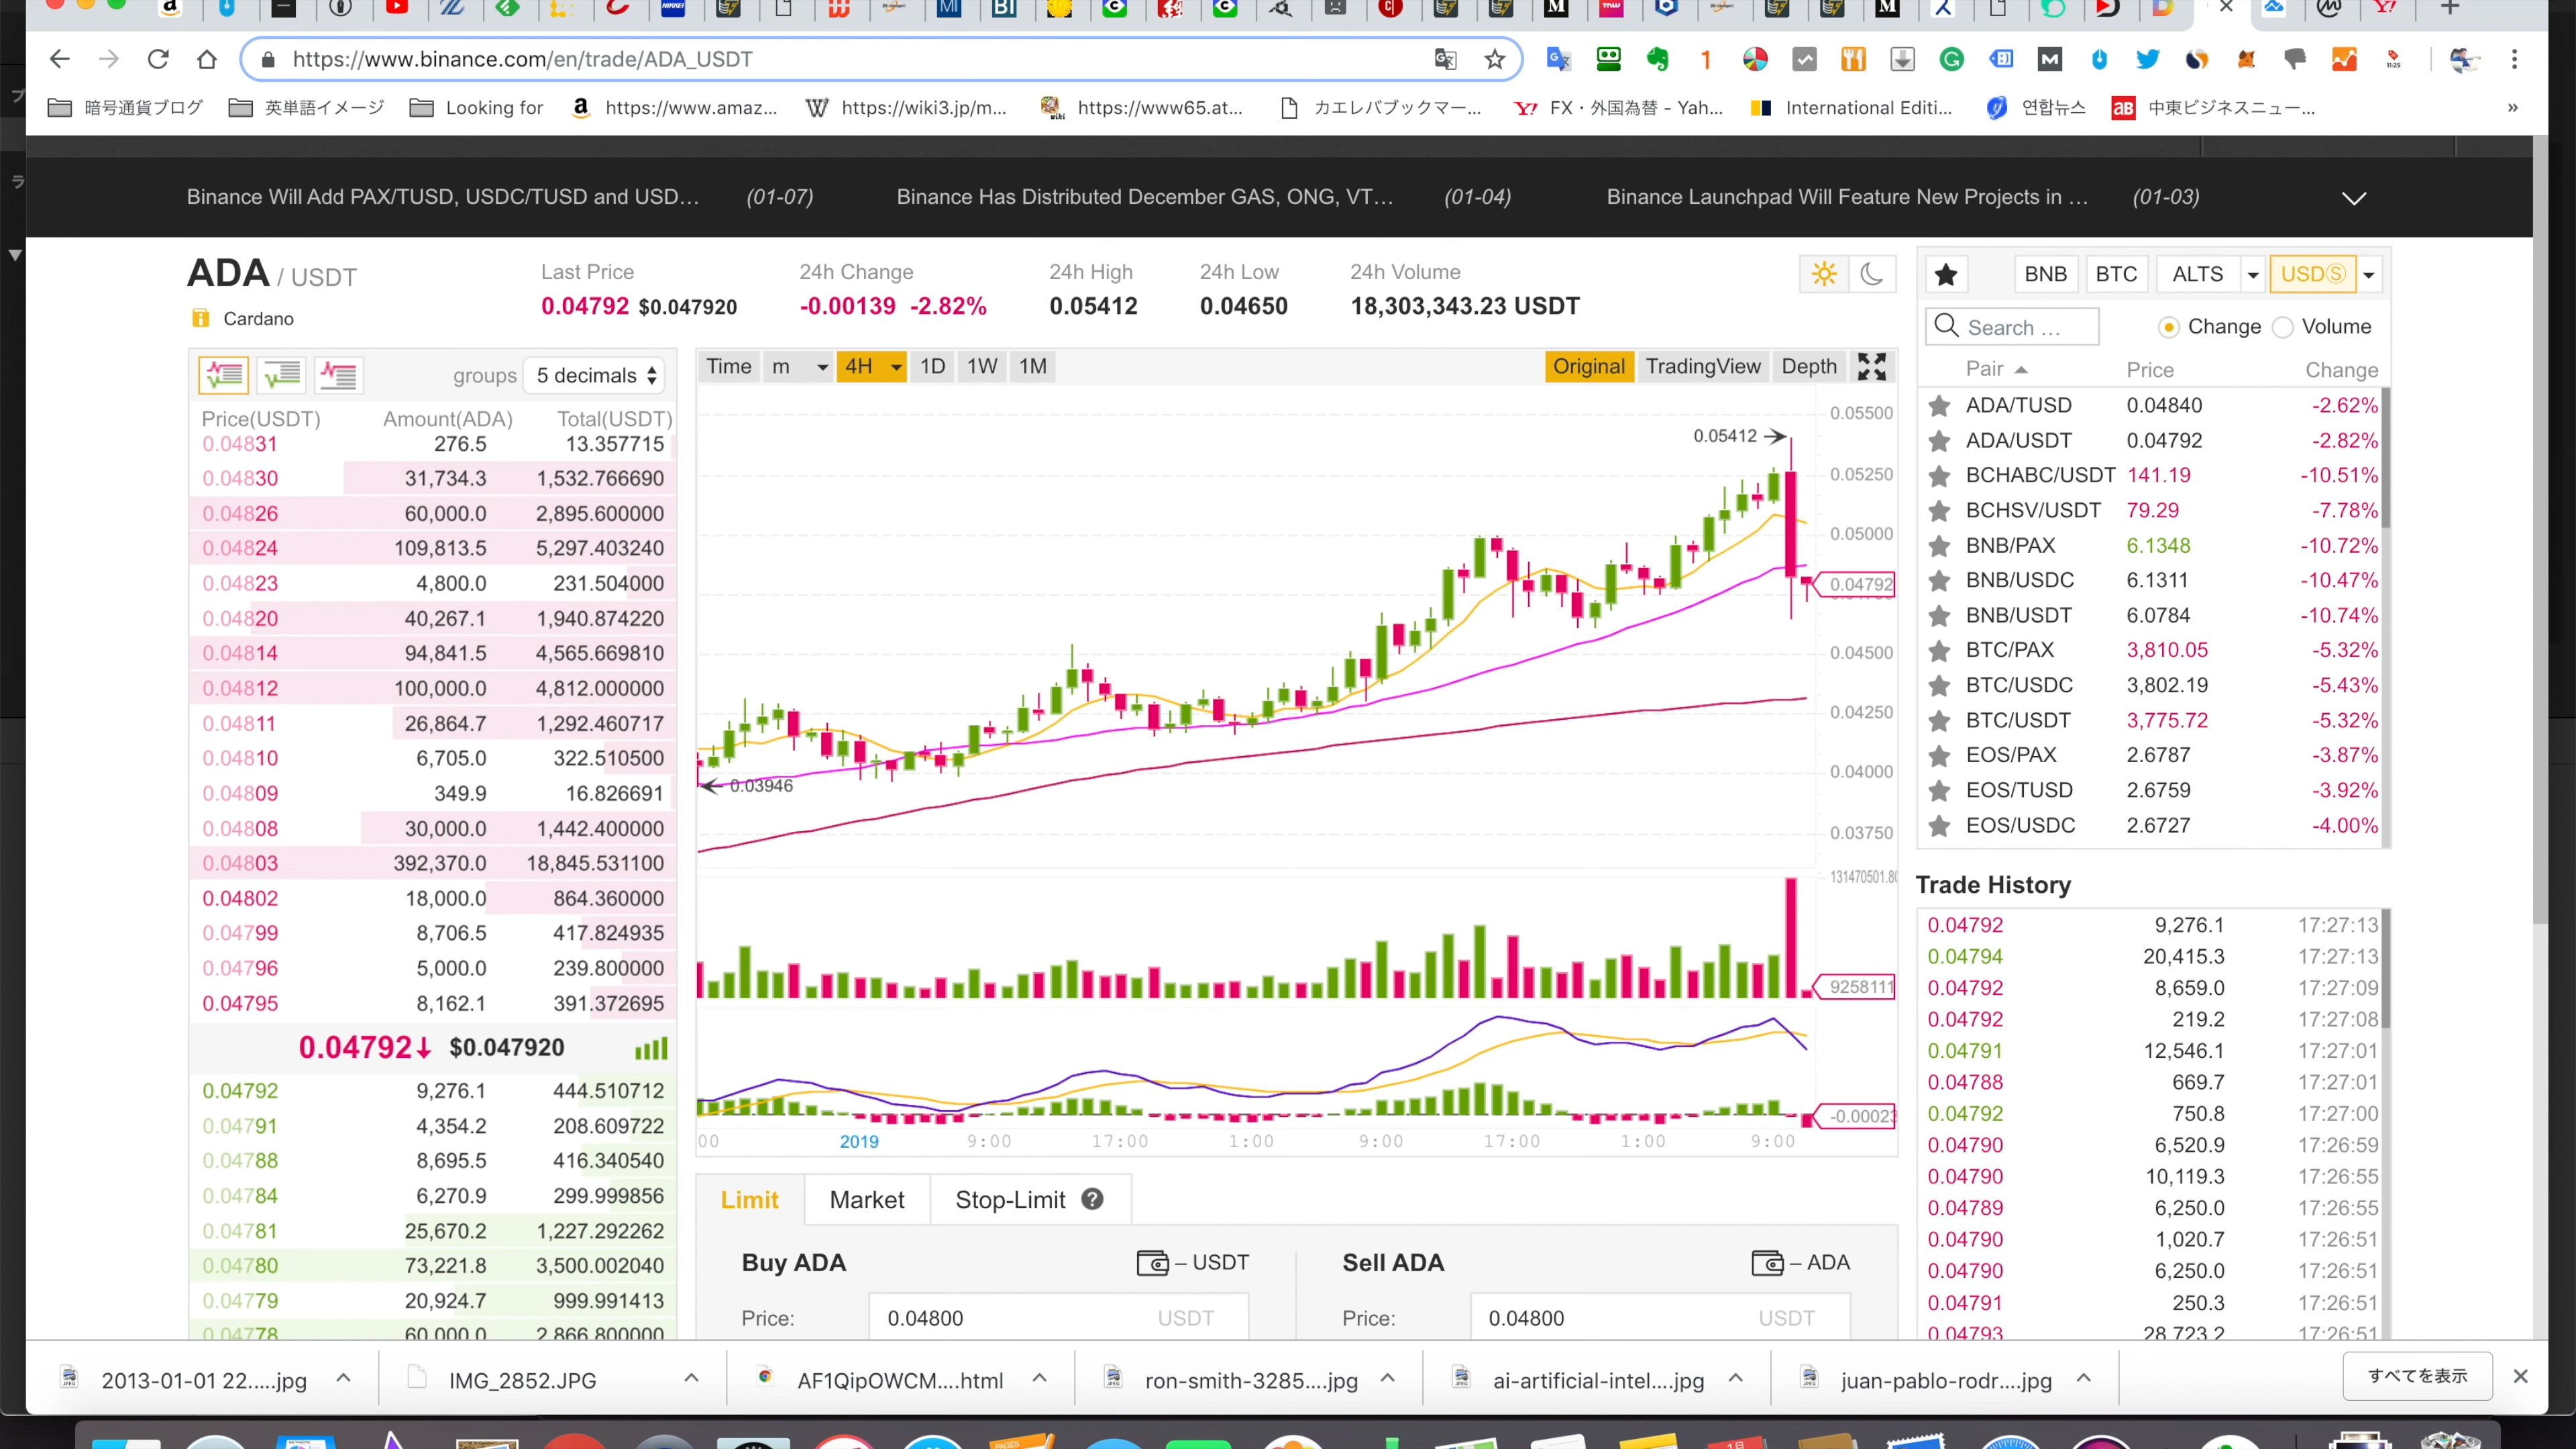 https://www.binance.com/en/trade/ADA_USDT
暗号通貨ブログ 英単語イメージ Looking for https://www.amaz... https://wiki3.jp/m... https://www65.at... カエレバブックマー... FX・外国為替 - Yah... International Editi... 연합뉴스 中東ビジネスニュー... »
Binance Will Add PAX/TUSD, USDC/TUSD and USD... (01-07) Binance Has Distributed December GAS, ONG, VT... (01-04) Binance Launchpad Will Feature New Projects in ... (01-03)
ADA / USDT
Cardano
Last Price 24h Change 24h High 24h Low 24h Volume
0.04792 $0.047920 -0.00139 -2.82% 0.05412 0.04650 18,303,343.23 USDT
groups 5 decimals
Price(USDT) Amount(ADA) Total(USDT)
0.04831 276.5 13.357715
0.04830 31,734.3 1,532.766690
0.04826 60,000.0 2,895.600000
0.04824 109,813.5 5,297.403240
0.04823 4,800.0 231.504000
0.04820 40,267.1 1,940.874220
0.04814 94,841.5 4,565.669810
0.04812 100,000.0 4,812.000000
0.04811 26,864.7 1,292.460717
0.04810 6,705.0 322.510500
0.04809 349.9 16.826691
0.04808 30,000.0 1,442.400000
0.04803 392,370.0 18,845.531100
0.04802 18,000.0 864.360000
0.04799 8,706.5 417.824935
0.04796 5,000.0 239.800000
0.04795 8,162.1 391.372695
0.04792↓ $0.047920
0.04792 9,276.1 444.510712
0.04791 4,354.2 208.609722
0.04788 8,695.5 416.340540
0.04784 6,270.9 299.999856
0.04781 25,670.2 1,227.292262
0.04780 73,221.8 3,500.002040
0.04779 20,924.7 999.991413
0.04778 60,000.0 2,866.800000
Time m 4H 1D 1W 1M Original TradingView Depth
0.05500
0.05412
0.05250
0.05000
0.04792
0.04500
0.04250
0.04000
0.03946
0.03750
131470501.80
9258111
-0.00023
00 2019 9:00 17:00 1:00 9:00 17:00 1:00 9:00
Limit Market Stop-Limit ?
Buy ADA – USDT Sell ADA – ADA
Price: 0.04800 USDT Price: 0.04800 USDT
BNB BTC ALTS USDⓈ
Search ... Change Volume
Pair Price Change
ADA/TUSD 0.04840 -2.62%
ADA/USDT 0.04792 -2.82%
BCHABC/USDT 141.19 -10.51%
BCHSV/USDT 79.29 -7.78%
BNB/PAX 6.1348 -10.72%
BNB/USDC 6.1311 -10.47%
BNB/USDT 6.0784 -10.74%
BTC/PAX 3,810.05 -5.32%
BTC/USDC 3,802.19 -5.43%
BTC/USDT 3,775.72 -5.32%
EOS/PAX 2.6787 -3.87%
EOS/TUSD 2.6759 -3.92%
EOS/USDC 2.6727 -4.00%
Trade History
0.04792 9,276.1 17:27:13
0.04794 20,415.3 17:27:13
0.04792 8,659.0 17:27:09
0.04792 219.2 17:27:08
0.04791 12,546.1 17:27:01
0.04788 669.7 17:27:01
0.04792 750.8 17:27:00
0.04790 6,520.9 17:26:59
0.04790 10,119.3 17:26:55
0.04789 6,250.0 17:26:55
0.04790 1,020.7 17:26:51
0.04790 6,250.0 17:26:51
0.04791 250.3 17:26:51
0.04793 28,723.2 17:26:51
2013-01-01 22.....jpg IMG_2852.JPG AF1QipOWCM....html ron-smith-3285....jpg ai-artificial-intel....jpg juan-pablo-rodr....jpg すべてを表示